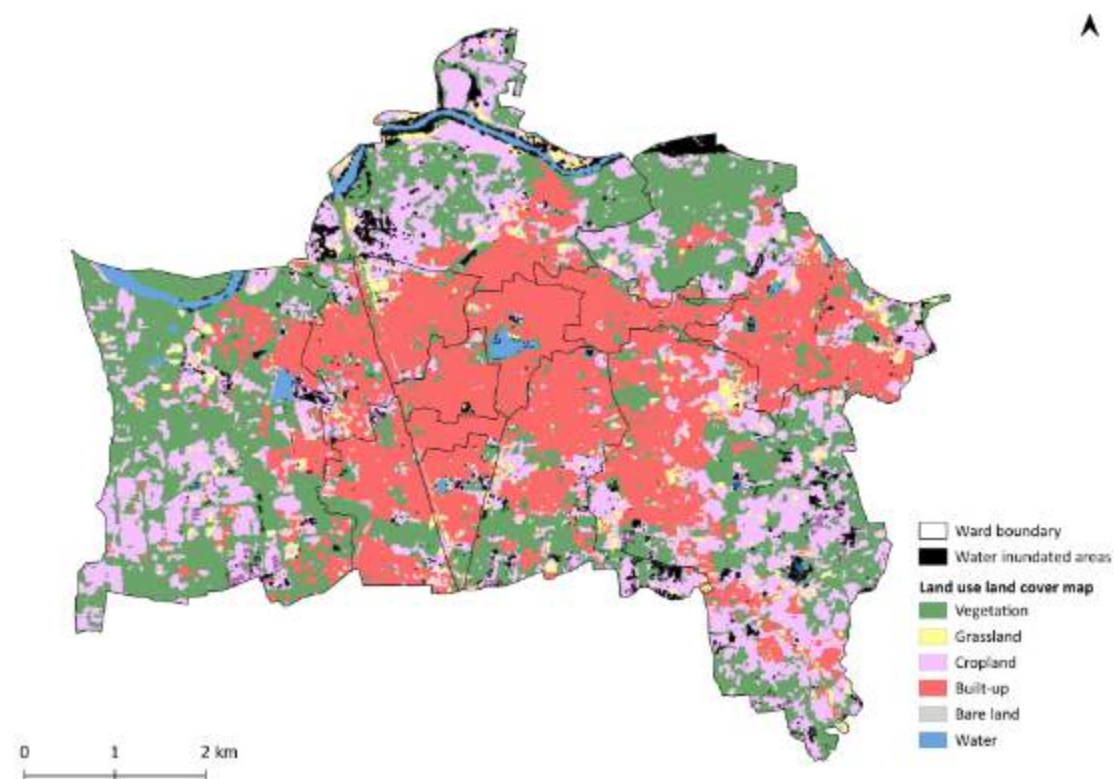 Ward boundary
Water inundated areas
Land use land cover map
Vegetation
Grassland
Cropland
Built-up
Bare land
Water
0 1 2 km